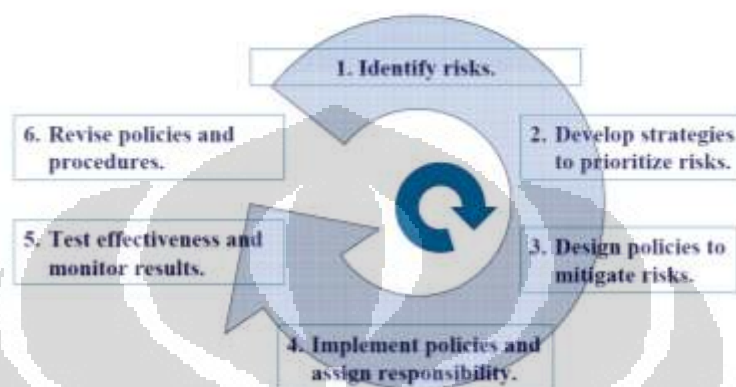 1. Identify risks.
2. Develop strategies
to prioritize risks.
3. Design policies to
mitigate risks.
4. Implement policies and
assign responsibility.
5. Test effectiveness and
monitor results.
6. Revise policies and
procedures.